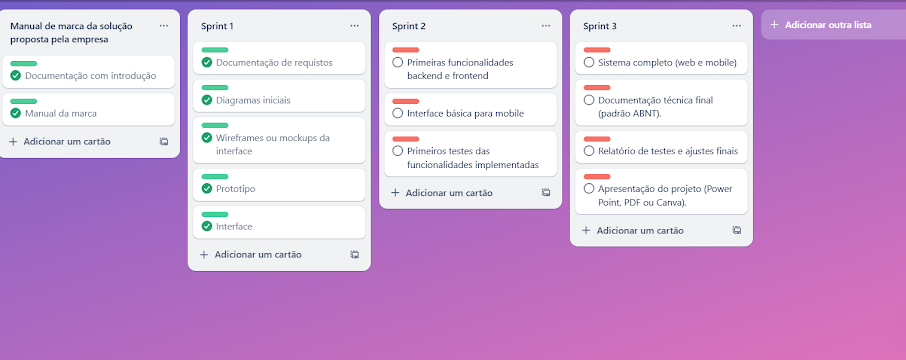 Manual de marca da solução
proposta pela empresa
Documentação com introdução
Manual da marca
Adicionar um cartão
Sprint 1
Documentação de requistos
Diagramas iniciais
Wireframes ou mockups da
interface
Prototipo
Interface
Adicionar um cartão
Sprint 2
Primeiras funcionalidades
backend e frontend
Interface básica para mobile
Primeiros testes das
funcionalidades implementadas
Adicionar um cartão
Sprint 3
Sistema completo (web e mobile)
Documentação técnica final
(padrão ABNT).
Relatório de testes e ajustes finais
Apresentação do projeto (Power
Point, PDF ou Canva).
Adicionar um cartão
Adicionar outra lista